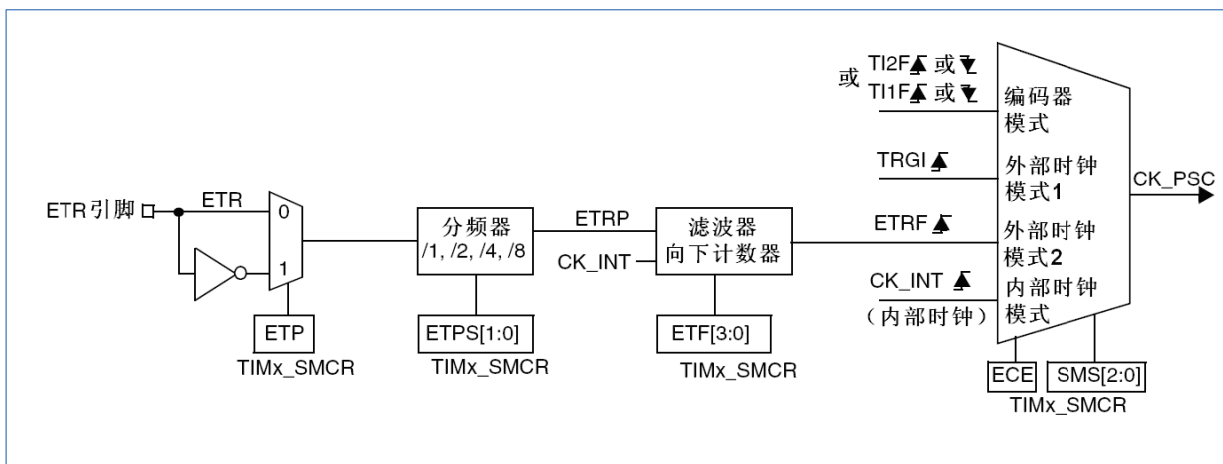 ETR引脚
ETR
0
1
ETP
TIMx_SMCR
分频器
/1, /2, /4, /8
ETPS[1:0]
TIMx_SMCR
ETRP
CK_INT
滤波器
向下计数器
ETF[3:0]
TIMx_SMCR
或 TI2F 或
TI1F 或
编码器
模式
TRGI
外部时钟
模式1
ETRF
外部时钟
模式2
CK_INT
（内部时钟）
内部时钟
模式
CK_PSC
ECE
SMS[2:0]
TIMx_SMCR